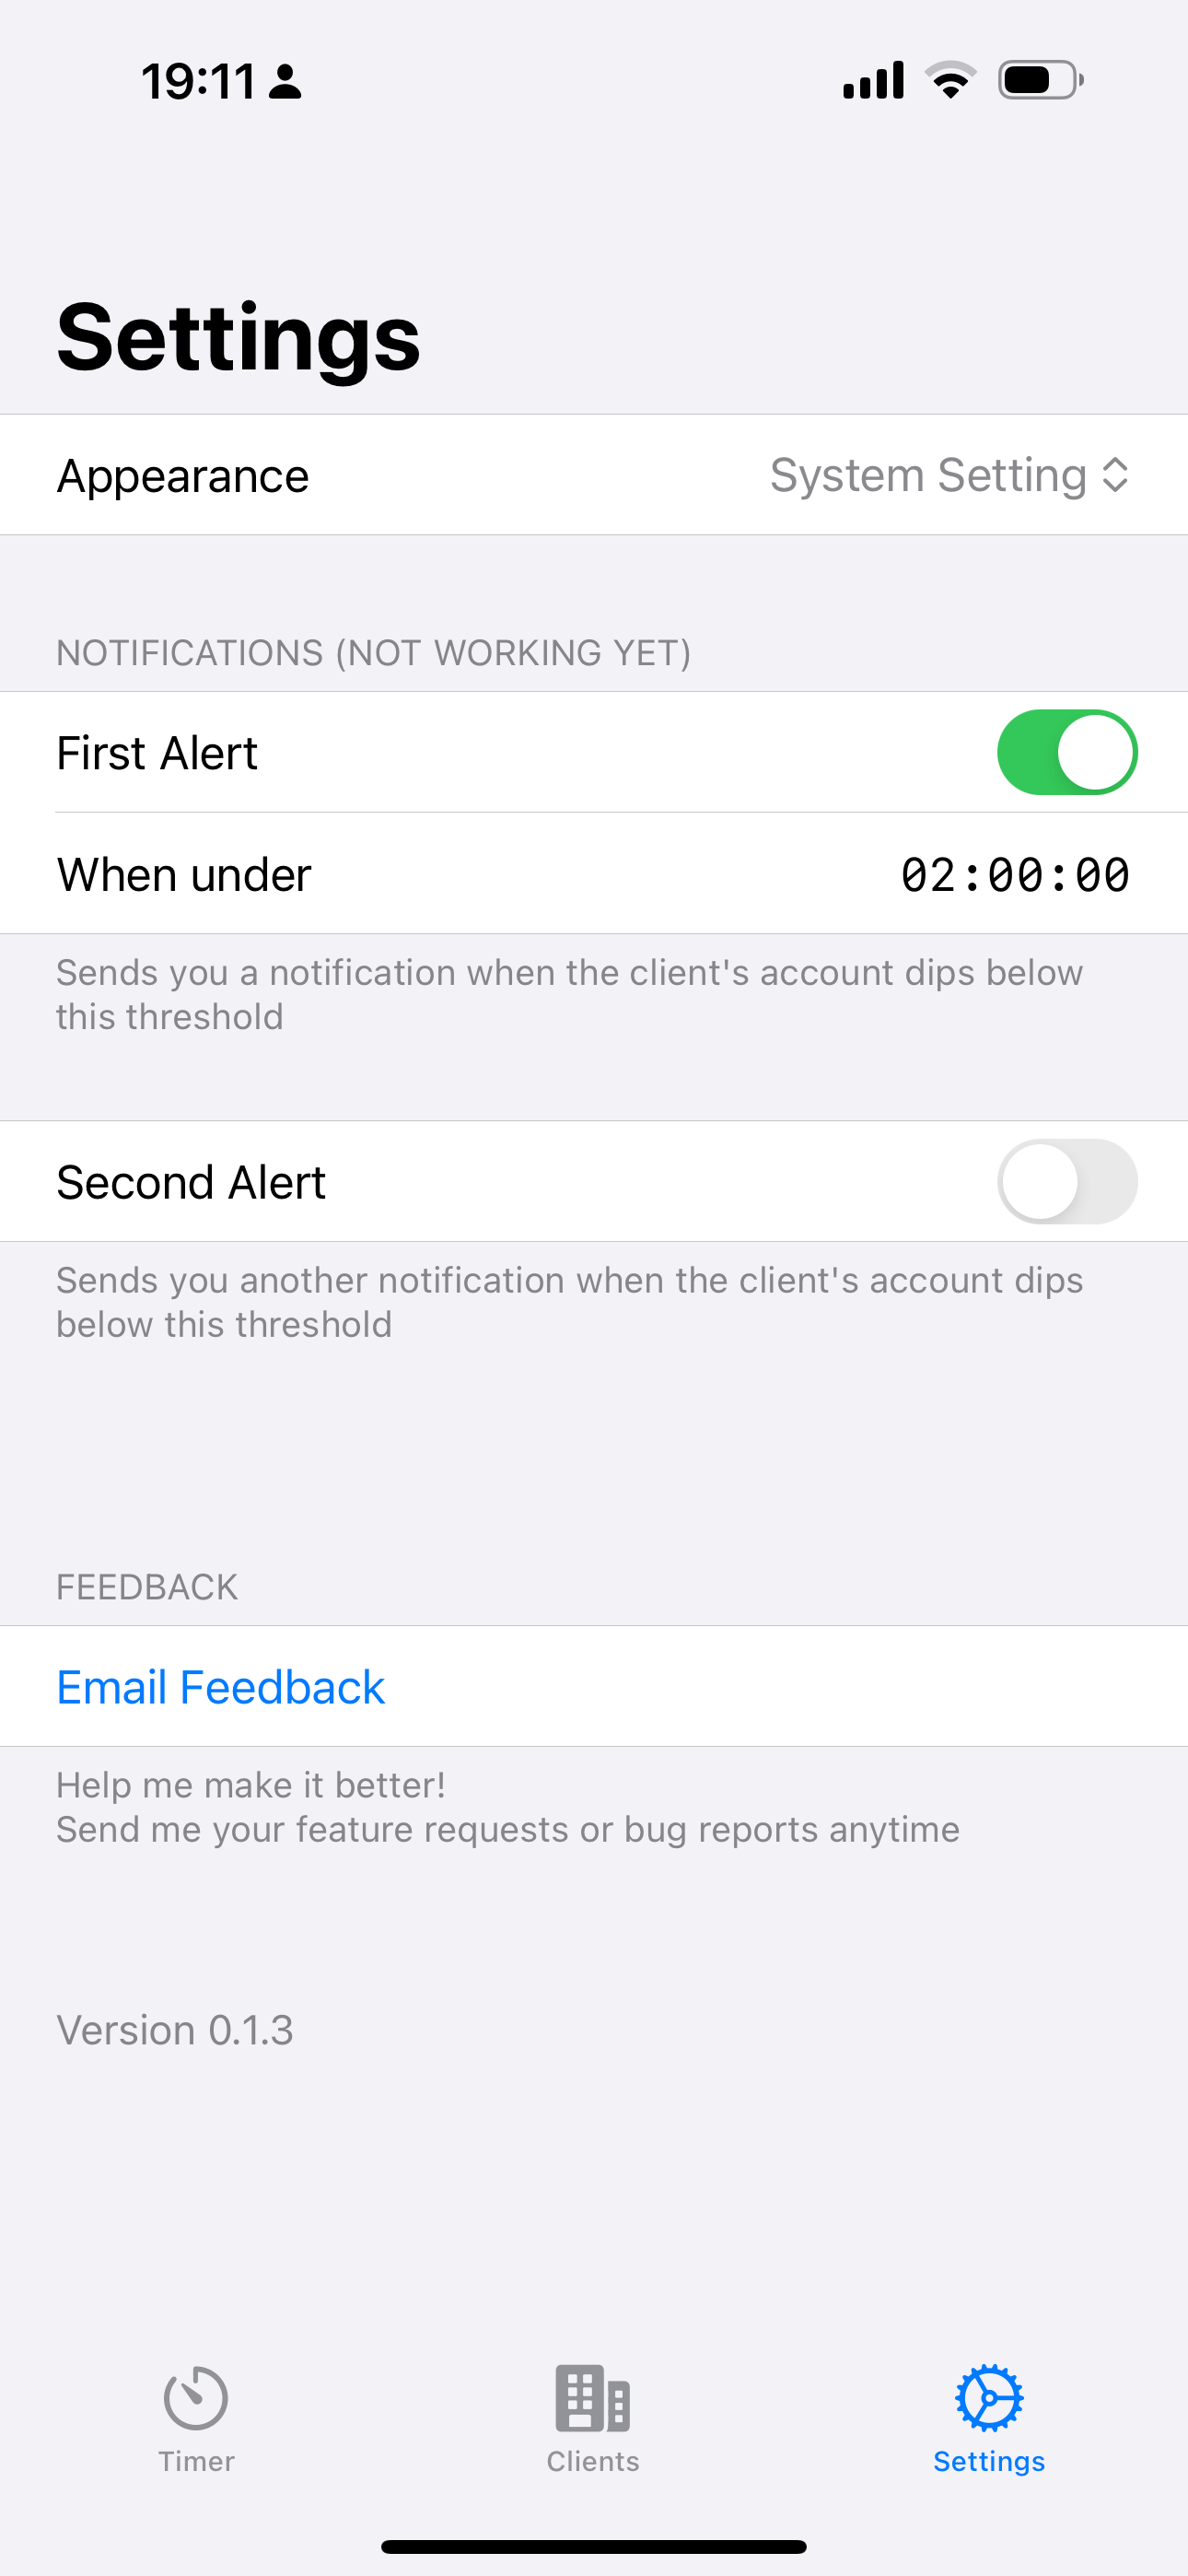 19:11
Settings
Appearance System Setting
NOTIFICATIONS (NOT WORKING YET)
First Alert
When under 02:00:00
Sends you a notification when the client's account dips below
this threshold
Second Alert
Sends you another notification when the client's account dips
below this threshold
FEEDBACK
Email Feedback
Help me make it better!
Send me your feature requests or bug reports anytime
Version 0.1.3
Timer Clients Settings